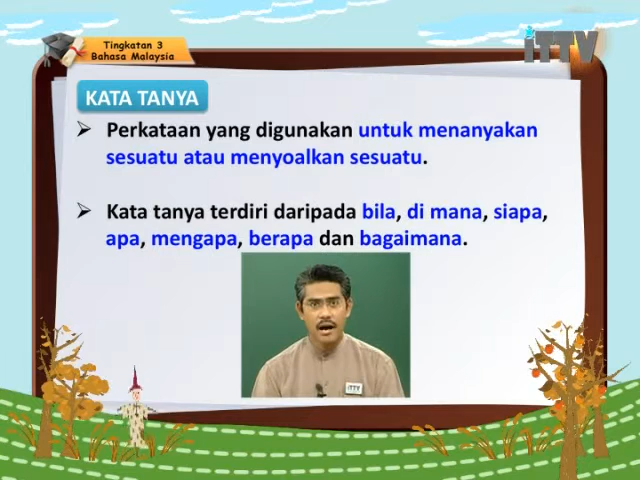 Tingkatan 3
Bahasa Malaysia
iTTV
KATA TANYA
Perkataan yang digunakan untuk menanyakan
sesuatu atau menyoalkan sesuatu.
Kata tanya terdiri daripada bila, di mana, siapa,
apa, mengapa, berapa dan bagaimana.
iTTV